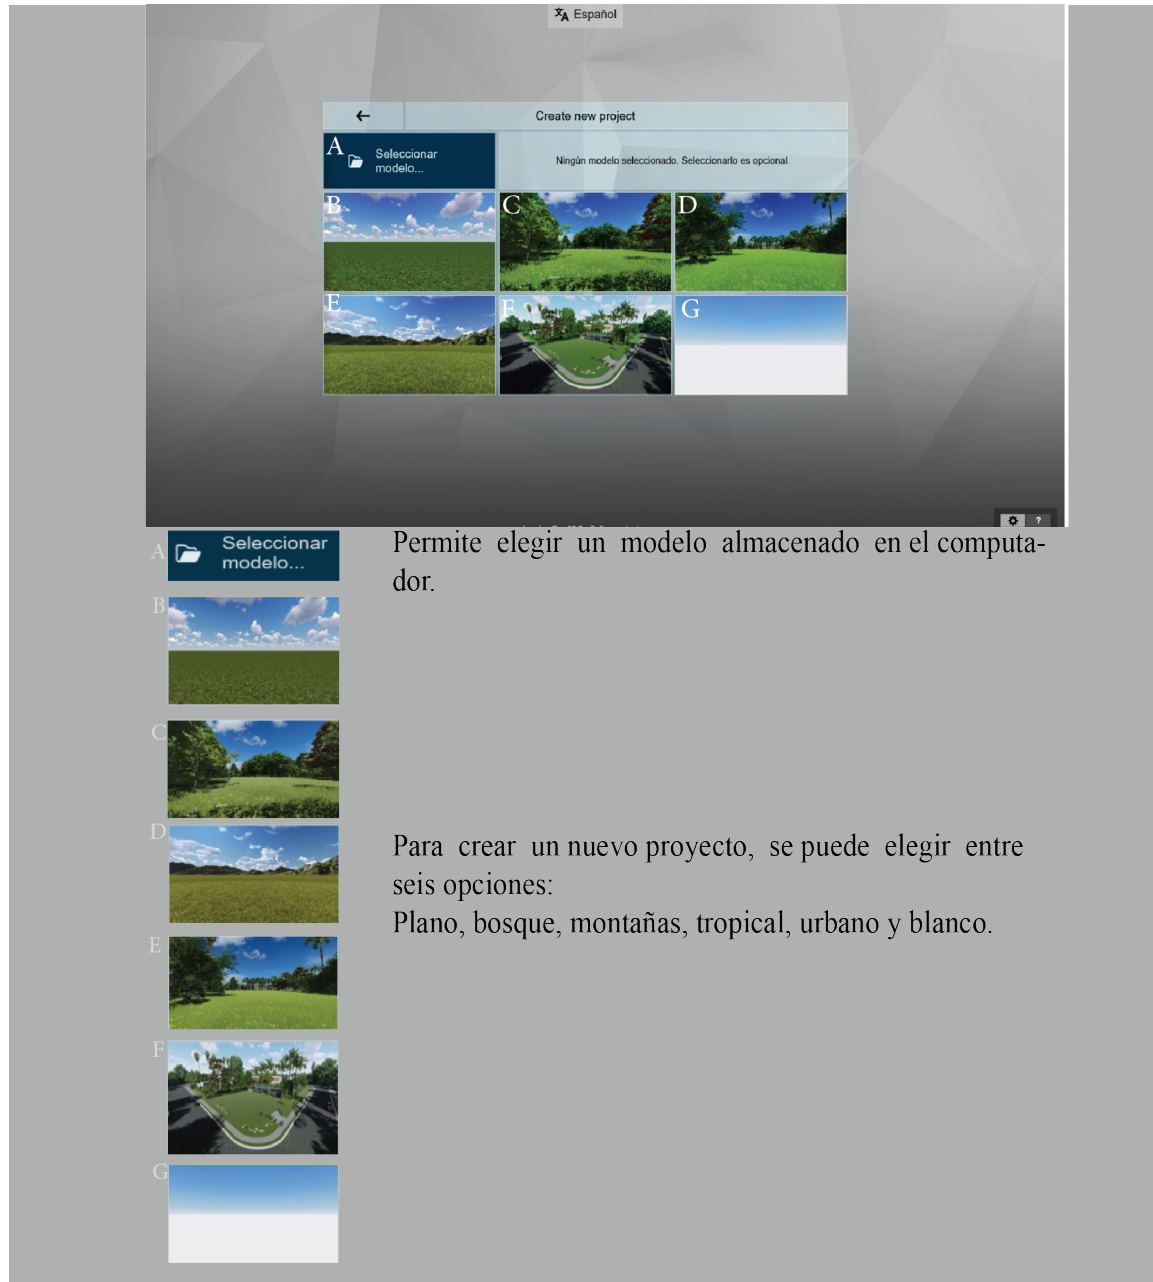 Español
Create new project
A
Seleccionar
modelo...
Ningún modelo seleccionado. Seleccionarlo es opcional.
B
C
D
E
F
G
?
A
Seleccionar
modelo...
Permite elegir un modelo almacenado en el computa-
dor.
B
C
D
Para crear un nuevo proyecto, se puede elegir entre
seis opciones:
Plano, bosque, montañas, tropical, urbano y blanco.
E
F
G